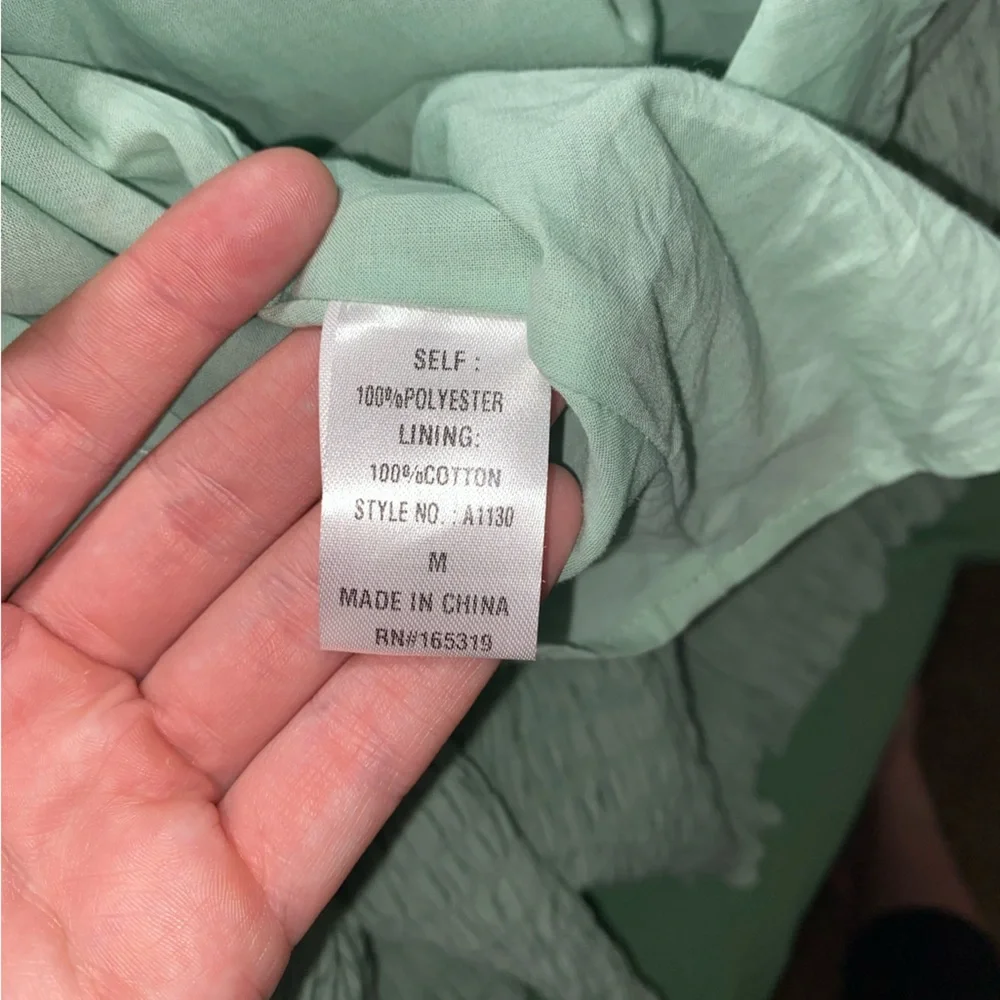 SELF :
100%POLYESTER
LINING:
100%COTTON
STYLE NO. : A1130
M
MADE IN CHINA
RN#165319